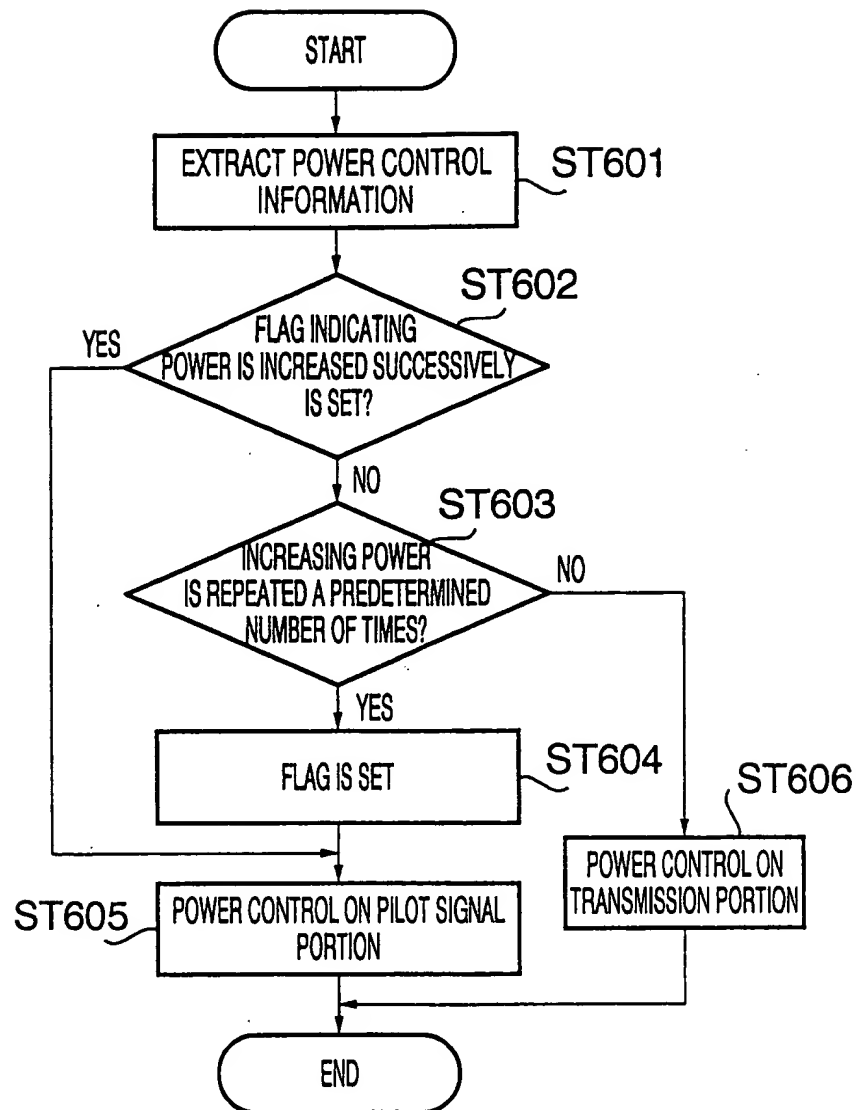 START
EXTRACT POWER CONTROL
INFORMATION
ST601
ST602
FLAG INDICATING
POWER IS INCREASED SUCCESSIVELY
IS SET?
YES
NO
ST603
INCREASING POWER
IS REPEATED A PREDETERMINED
NUMBER OF TIMES?
NO
YES
FLAG IS SET
ST604
ST606
POWER CONTROL ON
TRANSMISSION PORTION
ST605
POWER CONTROL ON PILOT SIGNAL
PORTION
END